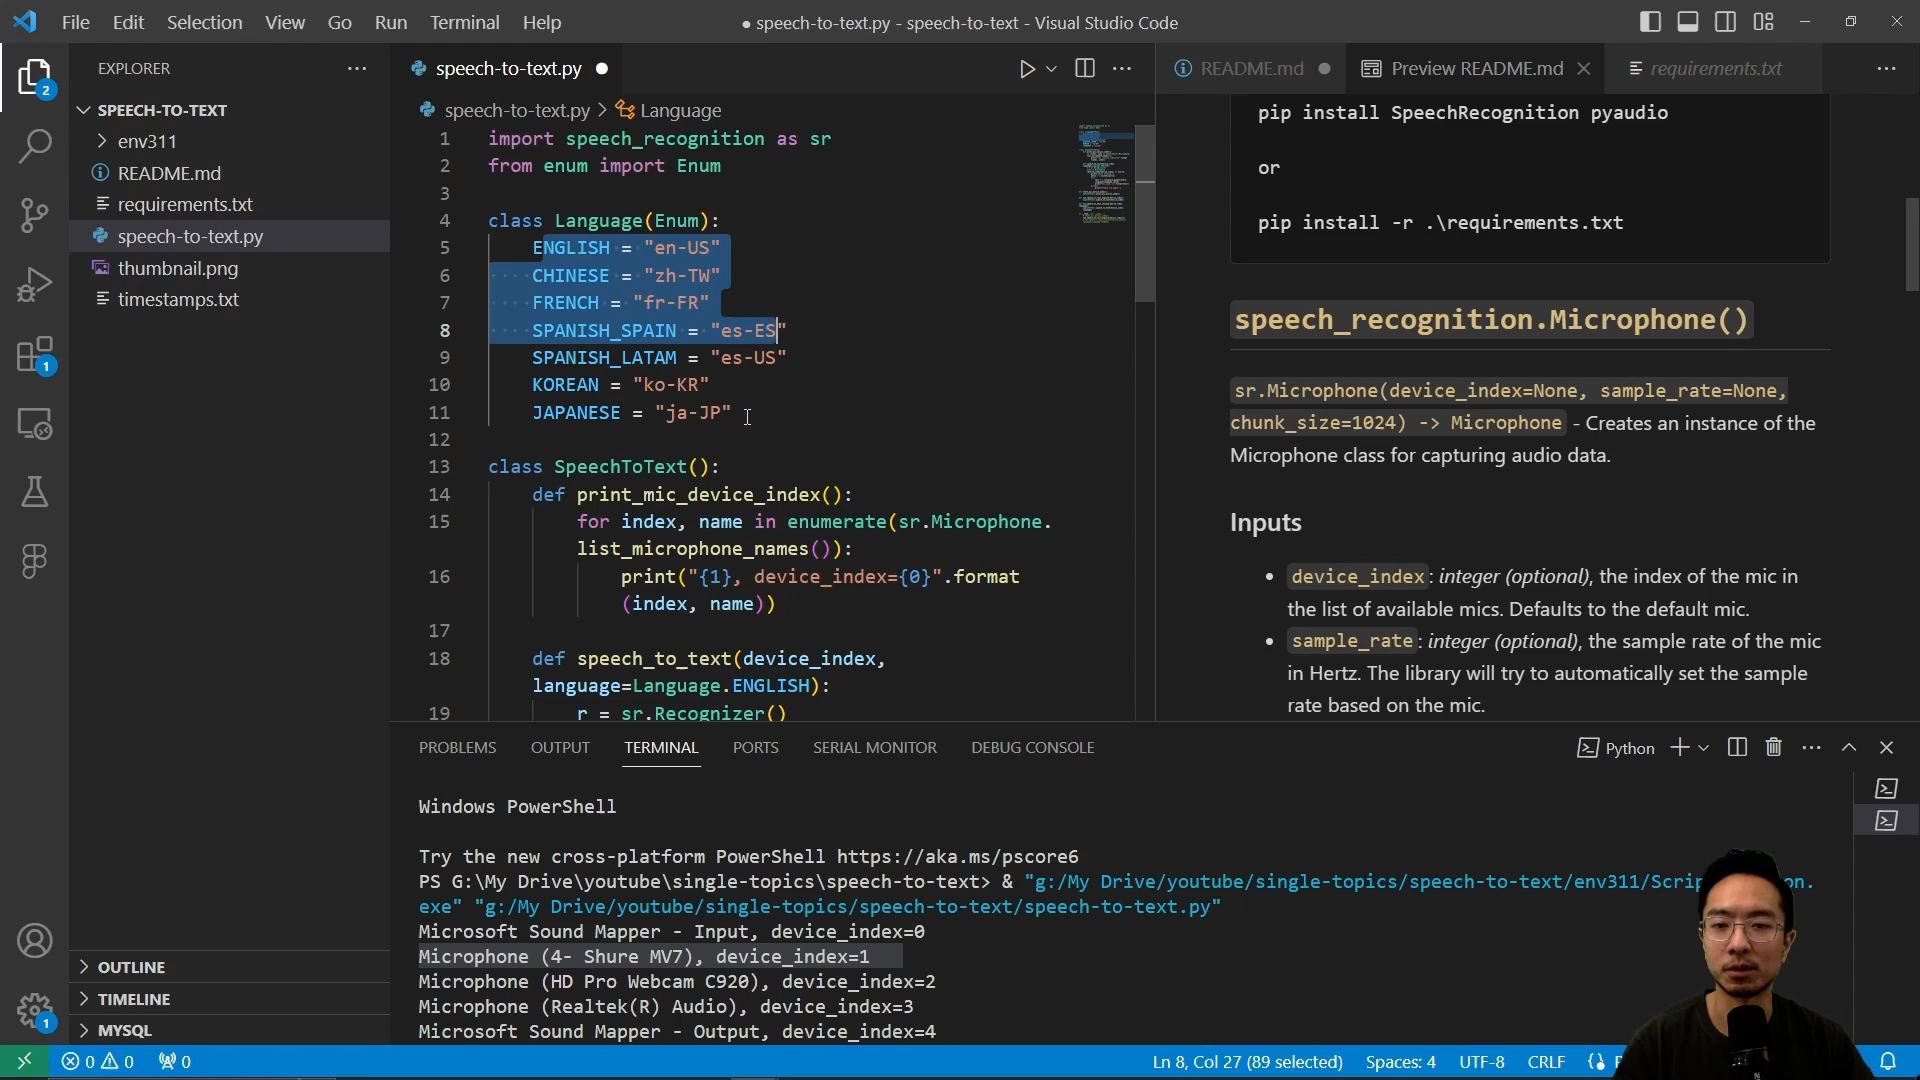 File Edit Selection View Go Run Terminal Help
● speech-to-text.py - speech-to-text - Visual Studio Code
EXPLORER
SPEECH-TO-TEXT
env311
README.md
requirements.txt
speech-to-text.py
thumbnail.png
timestamps.txt
OUTLINE
TIMELINE
MYSQL
2
1
1
speech-to-text.py
speech-to-text.py > Language
1 import speech_recognition as sr
2 from enum import Enum
3
4 class Language(Enum):
5 ENGLISH = "en-US"
6 CHINESE = "zh-TW"
7 FRENCH = "fr-FR"
8 SPANISH_SPAIN = "es-ES"
9 SPANISH_LATAM = "es-US"
10 KOREAN = "ko-KR"
11 JAPANESE = "ja-JP"
12
13 class SpeechToText():
14 def print_mic_device_index():
15 for index, name in enumerate(sr.Microphone.
list_microphone_names()):
16 print("{1}, device_index={0}".format
(index, name))
17
18 def speech_to_text(device_index,
language=Language.ENGLISH):
19 r = sr.Recognizer()
README.md
Preview README.md
requirements.txt
pip install SpeechRecognition pyaudio
or
pip install -r .\requirements.txt
speech_recognition.Microphone()
sr.Microphone(device_index=None, sample_rate=None,
chunk_size=1024) -> Microphone - Creates an instance of the
Microphone class for capturing audio data.
Inputs
• device_index: integer (optional), the index of the mic in
the list of available mics. Defaults to the default mic.
• sample_rate: integer (optional), the sample rate of the mic
in Hertz. The library will try to automatically set the sample
rate based on the mic.
PROBLEMS OUTPUT TERMINAL PORTS SERIAL MONITOR DEBUG CONSOLE
Python
Windows PowerShell
Try the new cross-platform PowerShell https://aka.ms/pscore6
PS G:\My Drive\youtube\single-topics\speech-to-text> & "g:/My Drive/youtube/single-topics/speech-to-text/env311/Scrip on.
exe" "g:/My Drive/youtube/single-topics/speech-to-text/speech-to-text.py"
Microsoft Sound Mapper - Input, device_index=0
Microphone (4- Shure MV7), device_index=1
Microphone (HD Pro Webcam C920), device_index=2
Microphone (Realtek(R) Audio), device_index=3
Microsoft Sound Mapper - Output, device_index=4
0 0 0
Ln 8, Col 27 (89 selected) Spaces: 4 UTF-8 CRLF {